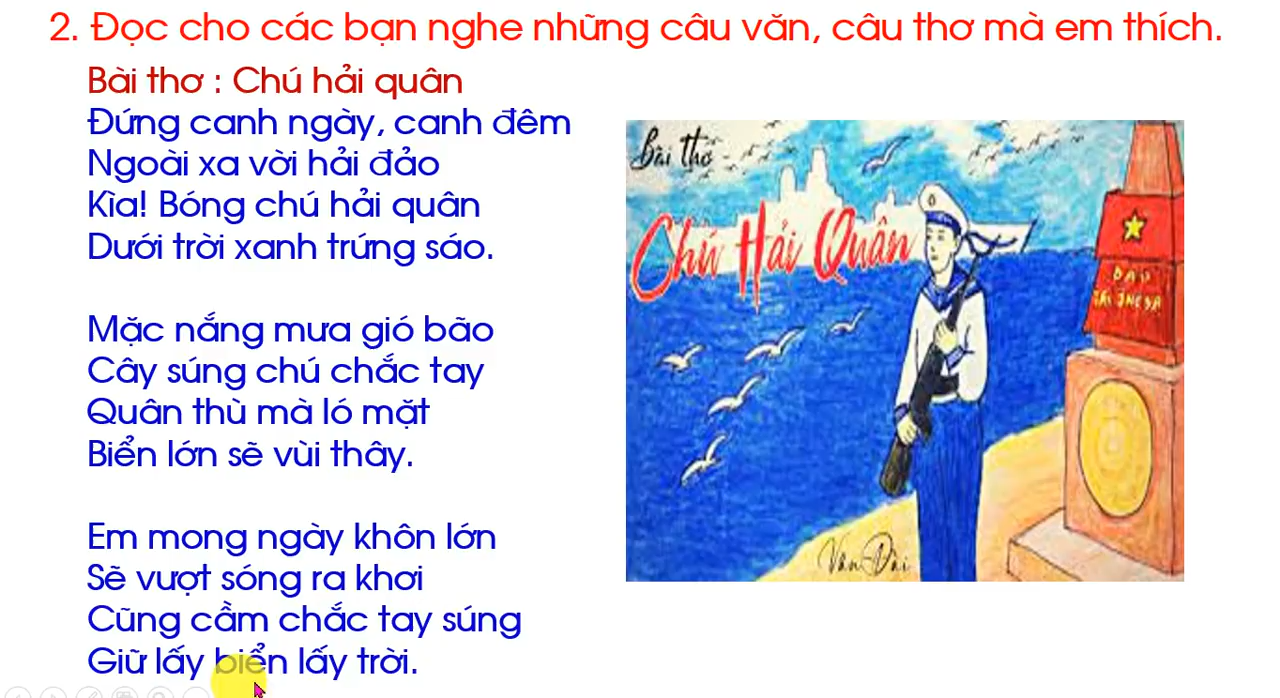 2. Đọc cho các bạn nghe những câu văn, câu thơ mà em thích.
Bài thơ : Chú hải quân
Đứng canh ngày, canh đêm
Ngoài xa vời hải đảo
Kìa! Bóng chú hải quân
Dưới trời xanh trứng sáo.
Mặc nắng mưa gió bão
Cây súng chú chắc tay
Quân thù mà ló mặt
Biển lớn sẽ vùi thây.
Em mong ngày khôn lớn
Sẽ vượt sóng ra khơi
Cũng cầm chắc tay súng
Giữ lấy biển lấy trời.
Bài thơ
Chú Hải Quân
Vân Đài